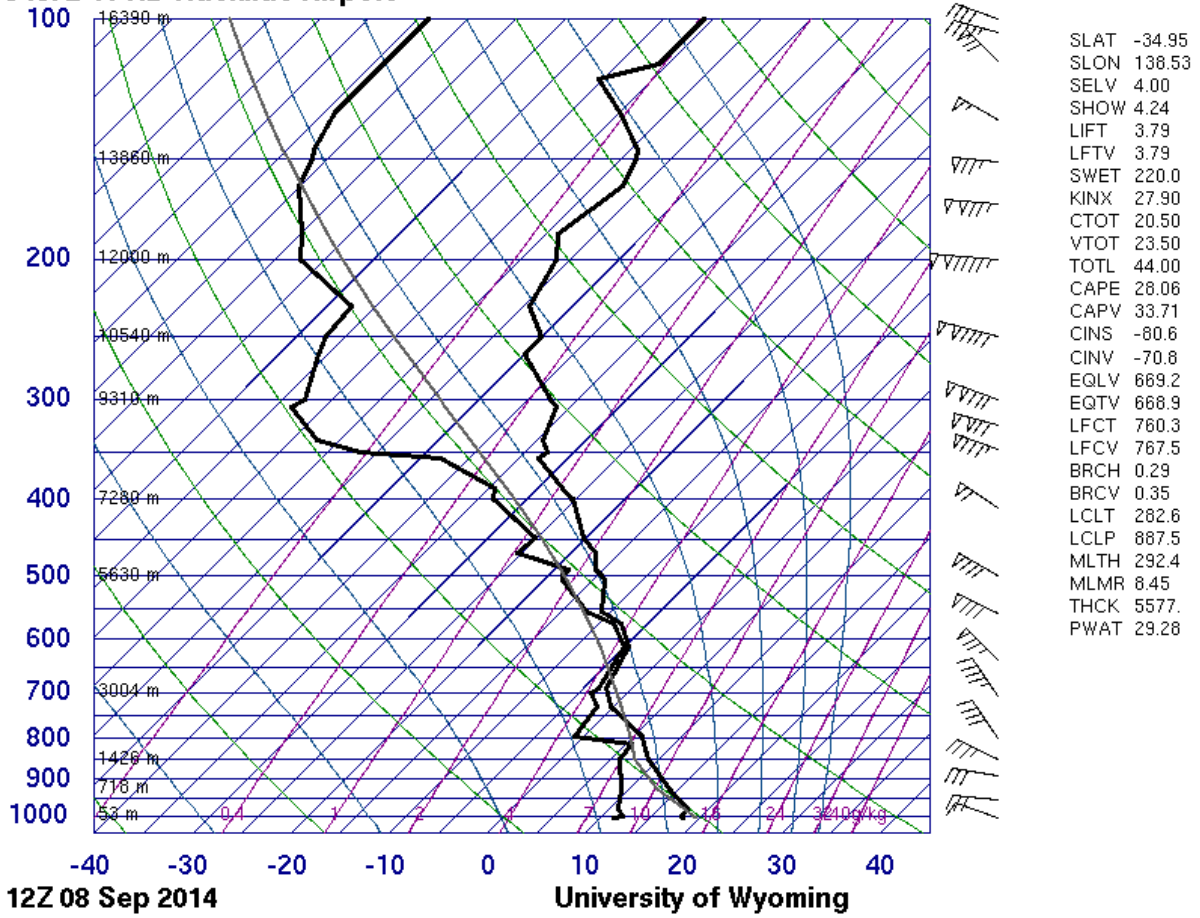 100 16390 m
13860 m
200 12000 m
10540 m
300 9310 m
400 7280 m
500 5630 m
600
700 3004 m
800
1426 m
900
716 m
1000 53 m 0.4 1 2 4 7 10 16 24 32 40g/kg
-40 -30 -20 -10 0 10 20 30 40
12Z 08 Sep 2014 University of Wyoming
SLAT -34.95
SLON 138.53
SELV 4.00
SHOW 4.24
LIFT 3.79
LFTV 3.79
SWET 220.0
KINX 27.90
CTOT 20.50
VTOT 23.50
TOTL 44.00
CAPE 28.06
CAPV 33.71
CINS -80.6
CINV -70.8
EQLV 669.2
EQTV 668.9
LFCT 760.3
LFCV 767.5
BRCH 0.29
BRCV 0.35
LCLT 282.6
LCLP 887.5
MLTH 292.4
MLMR 8.45
THCK 5577.
PWAT 29.28